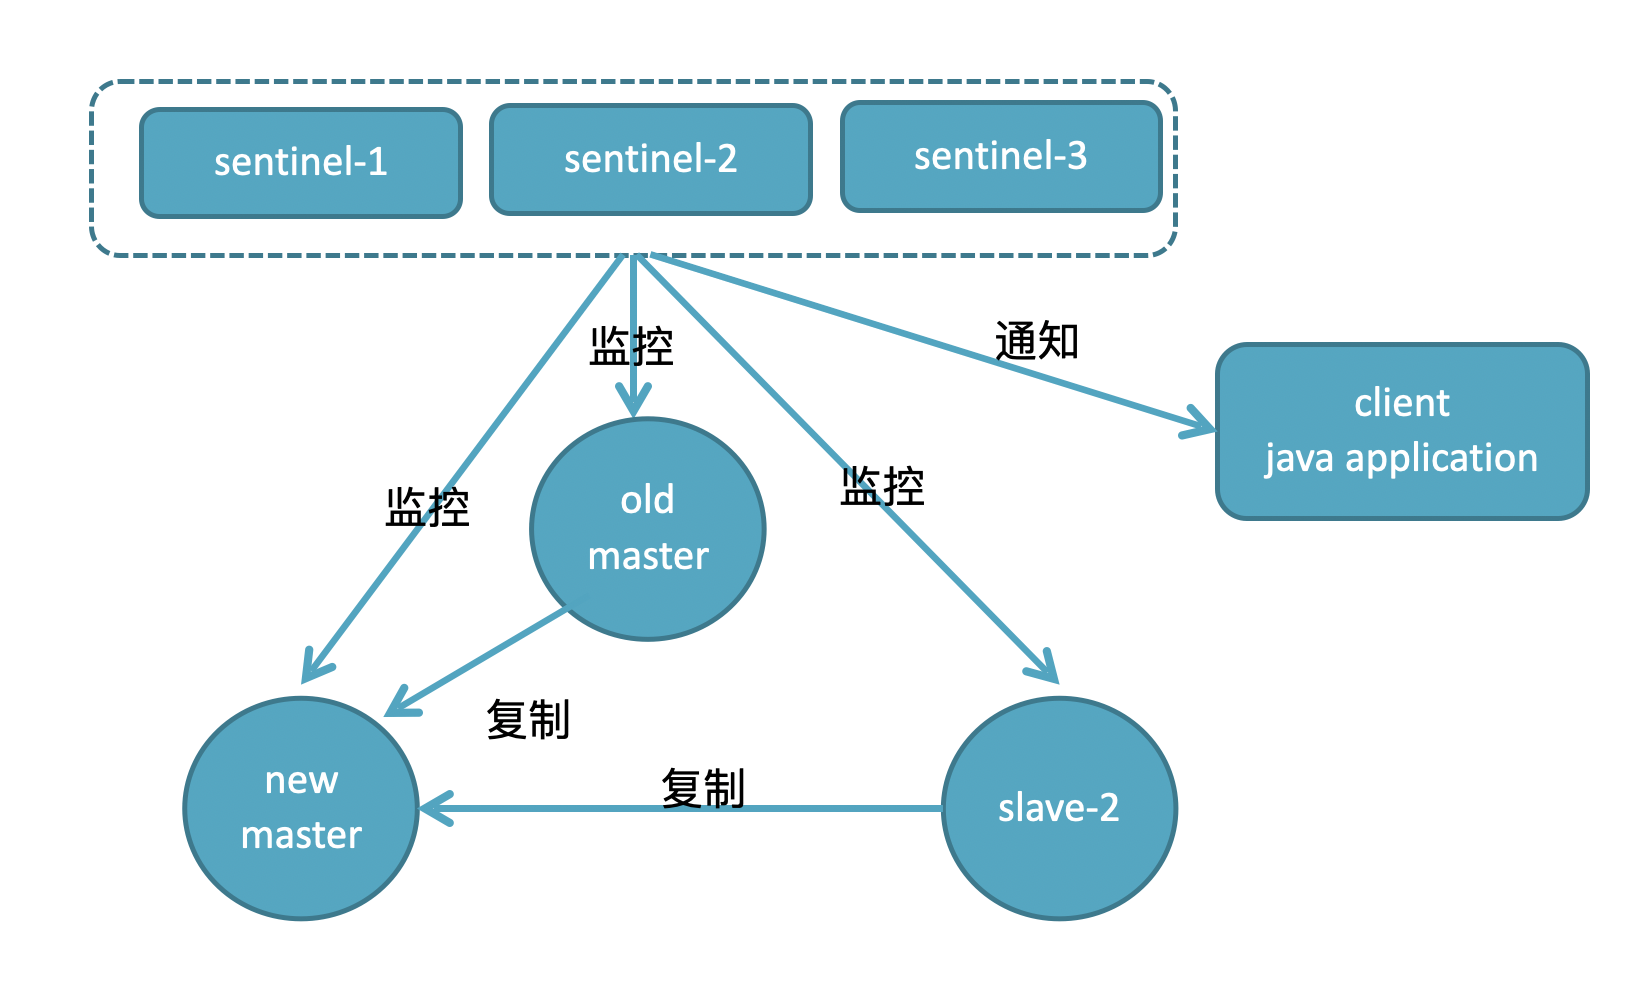 sentinel-1
sentinel-2
sentinel-3
监控
通知
client
java application
监控
监控
old
master
复制
复制
new
master
slave-2